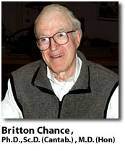 Britton Chance,
Ph.D., Sc.D. (Cantab.), M.D. (Hon)